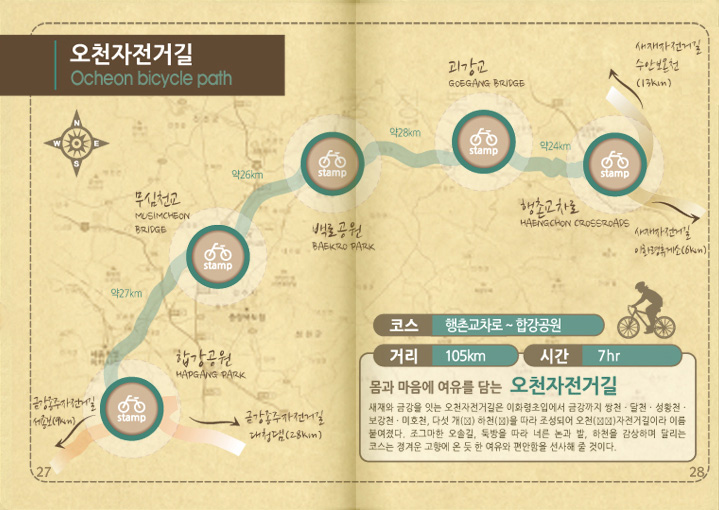 오천자전거길
Ocheon bicycle path
N
W
E
S
새재자전거길
수안보온천
(13km)
괴강교
GOEGANG BRIDGE
stamp
약28km
stamp
약24km
stamp
행촌교차로
HAENGCHON CROSSROADS
새재자전거길
이화령휴게소(6km)
약26km
백로공원
BAEKRO PARK
무심천교
MUSIMCHEON
BRIDGE
stamp
약27km
합강공원
HAPGANG PARK
stamp
금강종주자전거길
금강종주자전거길
대청댐(28km)
코스
행촌교차로 ~ 합강공원
거리
105km
시간
7hr
몸과 마음에 여유를 담는 오천자전거길
새재와 금강을 잇는 오천자전거길은 이화령초입에서 금강까지 쌍천 · 달천 · 성황천 ·
보강천 · 미호천, 다섯 개(□) 하천(□)을 따라 조성되어 오천(□□)자전거길이라 이름
붙여졌다. 조그마한 오솔길, 둑방을 따라 너른 논과 밭, 하천을 감상하며 달리는
코스는 정겨운 고향에 온 듯 한 여유와 편안함을 선사해 줄 것이다.
27
28